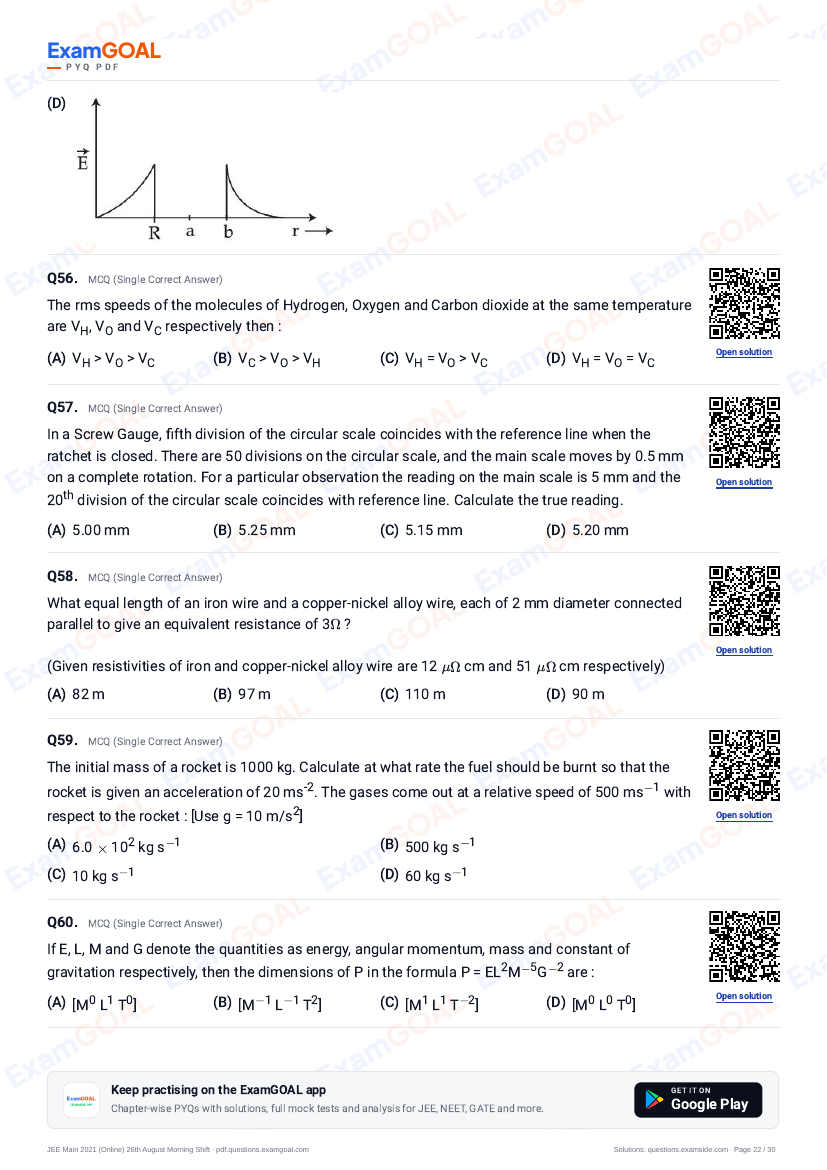 ExamGOAL
PYQ PDF
(D)
E
R a b r
Q56. MCQ (Single Correct Answer)
The rms speeds of the molecules of Hydrogen, Oxygen and Carbon dioxide at the same temperature
are V_H, V_O and V_C respectively then :
(A) V_H > V_O > V_C (B) V_C > V_O > V_H (C) V_H = V_O > V_C (D) V_H = V_O = V_C
Open solution
Q57. MCQ (Single Correct Answer)
In a Screw Gauge, fifth division of the circular scale coincides with the reference line when the
ratchet is closed. There are 50 divisions on the circular scale, and the main scale moves by 0.5 mm
on a complete rotation. For a particular observation the reading on the main scale is 5 mm and the
20th division of the circular scale coincides with reference line. Calculate the true reading.
(A) 5.00 mm (B) 5.25 mm (C) 5.15 mm (D) 5.20 mm
Open solution
Q58. MCQ (Single Correct Answer)
What equal length of an iron wire and a copper-nickel alloy wire, each of 2 mm diameter connected
parallel to give an equivalent resistance of 3Ω ?
(Given resistivities of iron and copper-nickel alloy wire are 12 μΩ cm and 51 μΩ cm respectively)
(A) 82 m (B) 97 m (C) 110 m (D) 90 m
Open solution
Q59. MCQ (Single Correct Answer)
The initial mass of a rocket is 1000 kg. Calculate at what rate the fuel should be burnt so that the
rocket is given an acceleration of 20 ms⁻². The gases come out at a relative speed of 500 ms⁻¹ with
respect to the rocket : [Use g = 10 m/s²]
(A) 6.0 × 10² kg s⁻¹ (B) 500 kg s⁻¹
(C) 10 kg s⁻¹ (D) 60 kg s⁻¹
Open solution
Q60. MCQ (Single Correct Answer)
If E, L, M and G denote the quantities as energy, angular momentum, mass and constant of
gravitation respectively, then the dimensions of P in the formula P = EL²M⁻⁵G⁻² are :
(A) [M⁰ L¹ T⁰] (B) [M⁻¹ L⁻¹ T²] (C) [M¹ L¹ T⁻²] (D) [M⁰ L⁰ T⁰]
Open solution
Keep practising on the ExamGOAL app
Chapter-wise PYQs with solutions, full mock tests and analysis for JEE, NEET, GATE and more.
GET IT ON
Google Play
JEE Main 2021 (Online) 26th August Morning Shift · pdf.questions.examgoal.com
Solutions: questions.examside.com · Page 22 / 30